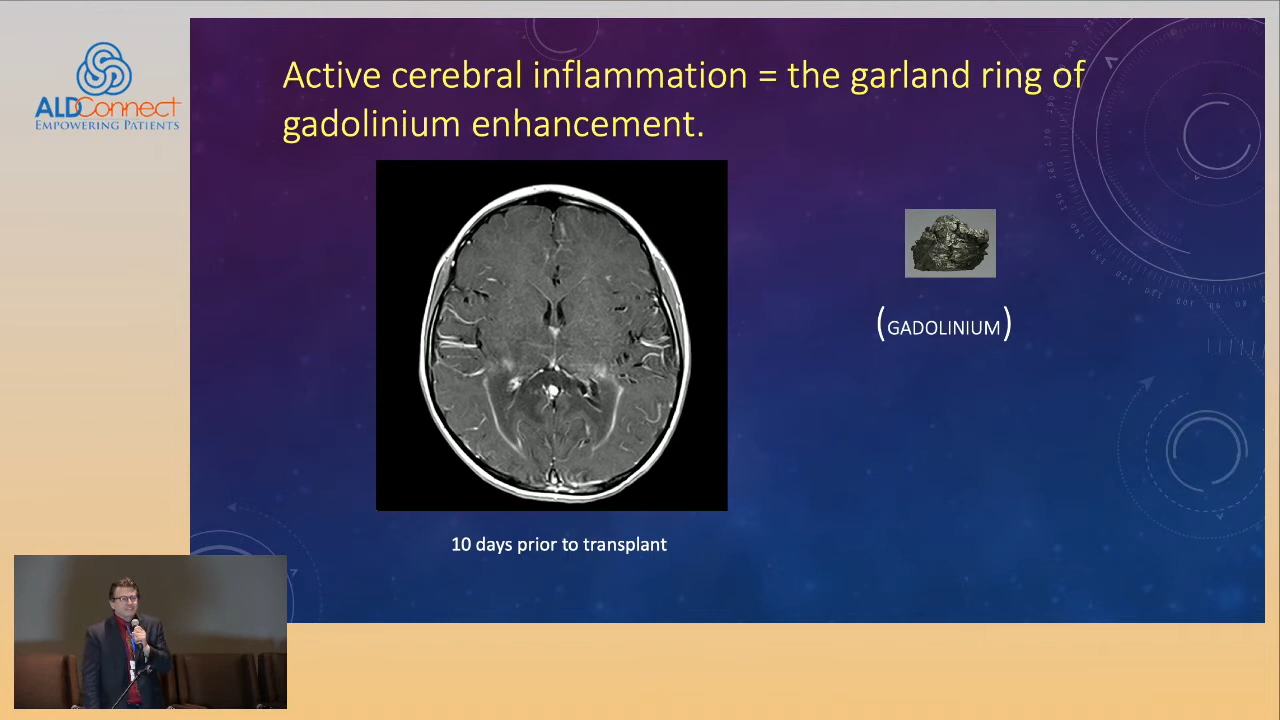 ALDConnect
EMPOWERING PATIENTS
Active cerebral inflammation = the garland ring of
gadolinium enhancement.
(GADOLINIUM)
10 days prior to transplant